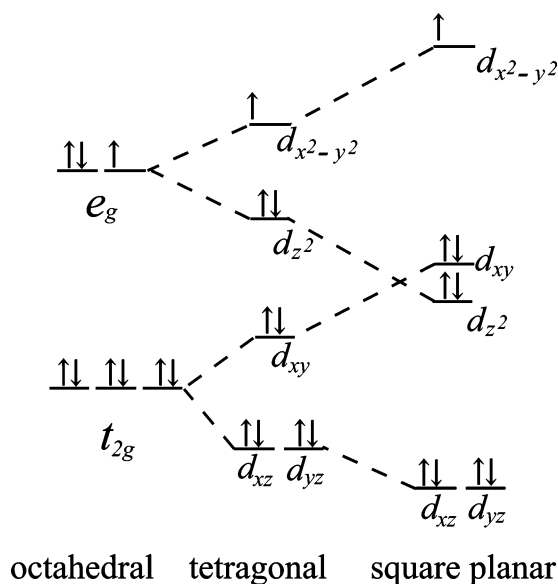 d_{x²-y²}
d_{x²-y²}
e_g
d_{z²}
d_{xy}
d_{z²}
d_{xy}
t_{2g}
d_{xz} d_{yz}
d_{xz} d_{yz}
octahedral tetragonal square planar